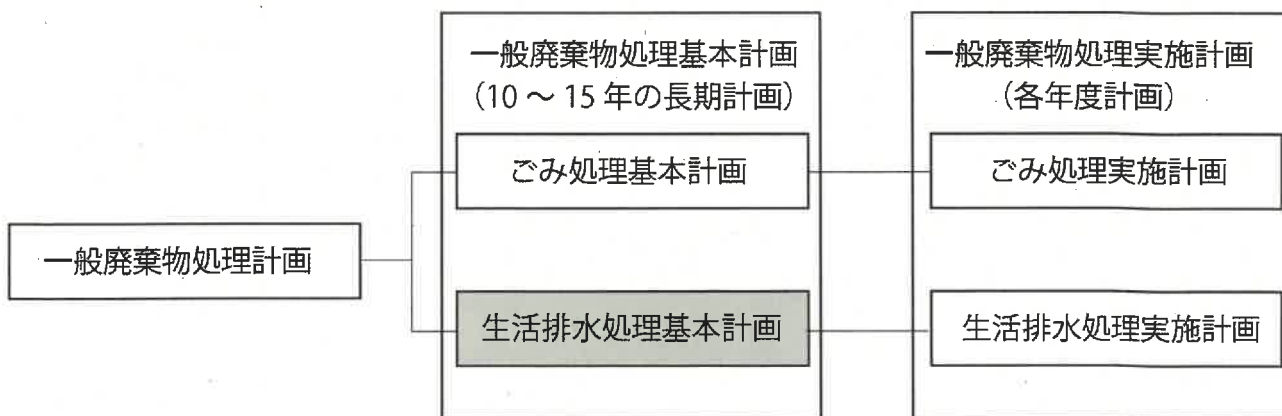 一般廃棄物処理基本計画
（10 ～ 15 年の長期計画）
一般廃棄物処理実施計画
（各年度計画）
ごみ処理基本計画
ごみ処理実施計画
一般廃棄物処理計画
生活排水処理基本計画
生活排水処理実施計画